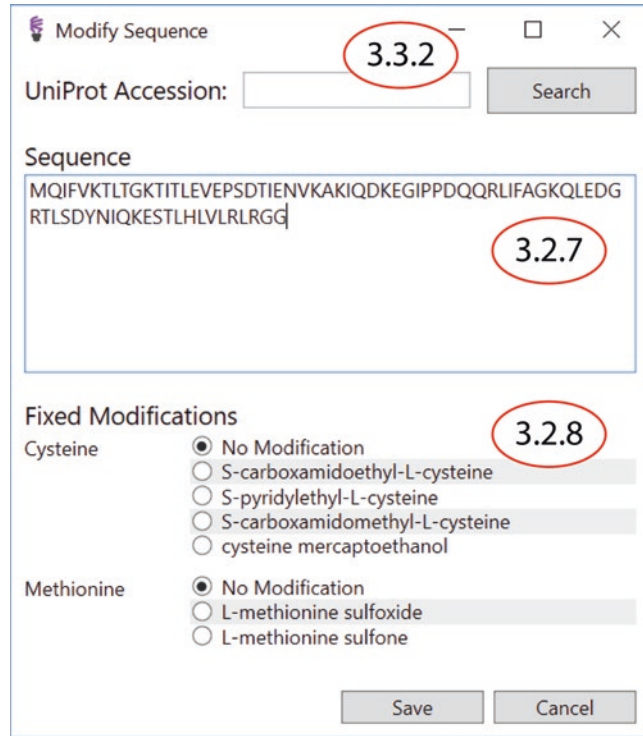 Modify Sequence
3.3.2
UniProt Accession:
Search
Sequence
MQIFVKTLTGKTITLEVEPSDTIENVKAKIQDKEGIPPDQQRLIFAGKQLEDG
RTLSDYNIQKESTLHLVLRLRGG
3.2.7
Fixed Modifications
3.2.8
Cysteine
No Modification
S-carboxamidoethyl-L-cysteine
S-pyridylethyl-L-cysteine
S-carboxamidomethyl-L-cysteine
cysteine mercaptoethanol
Methionine
No Modification
L-methionine sulfoxide
L-methionine sulfone
Save
Cancel